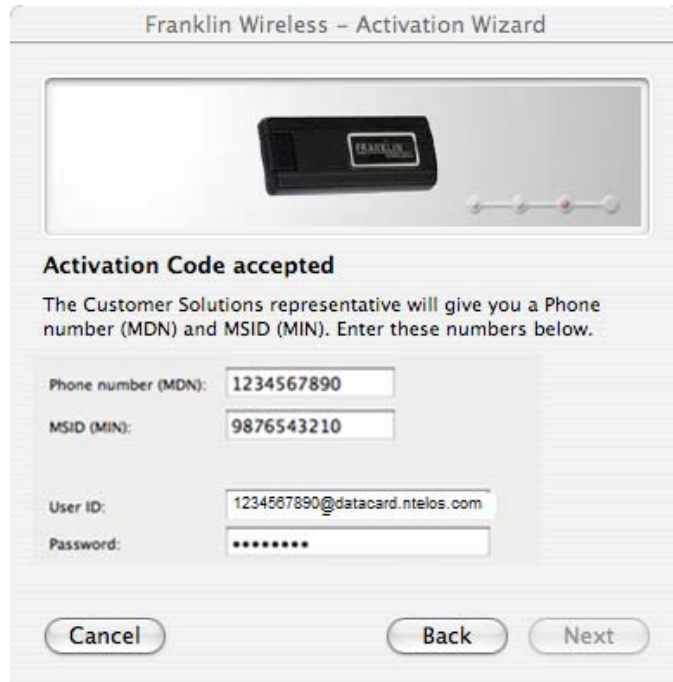 Franklin Wireless – Activation Wizard
FRANKLIN
Activation Code accepted
The Customer Solutions representative will give you a Phone
number (MDN) and MSID (MIN). Enter these numbers below.
Phone number (MDN): 1234567890
MSID (MIN): 9876543210
User ID: 1234567890@datacard.ntelos.com
Password: ••••••••
Cancel Back Next